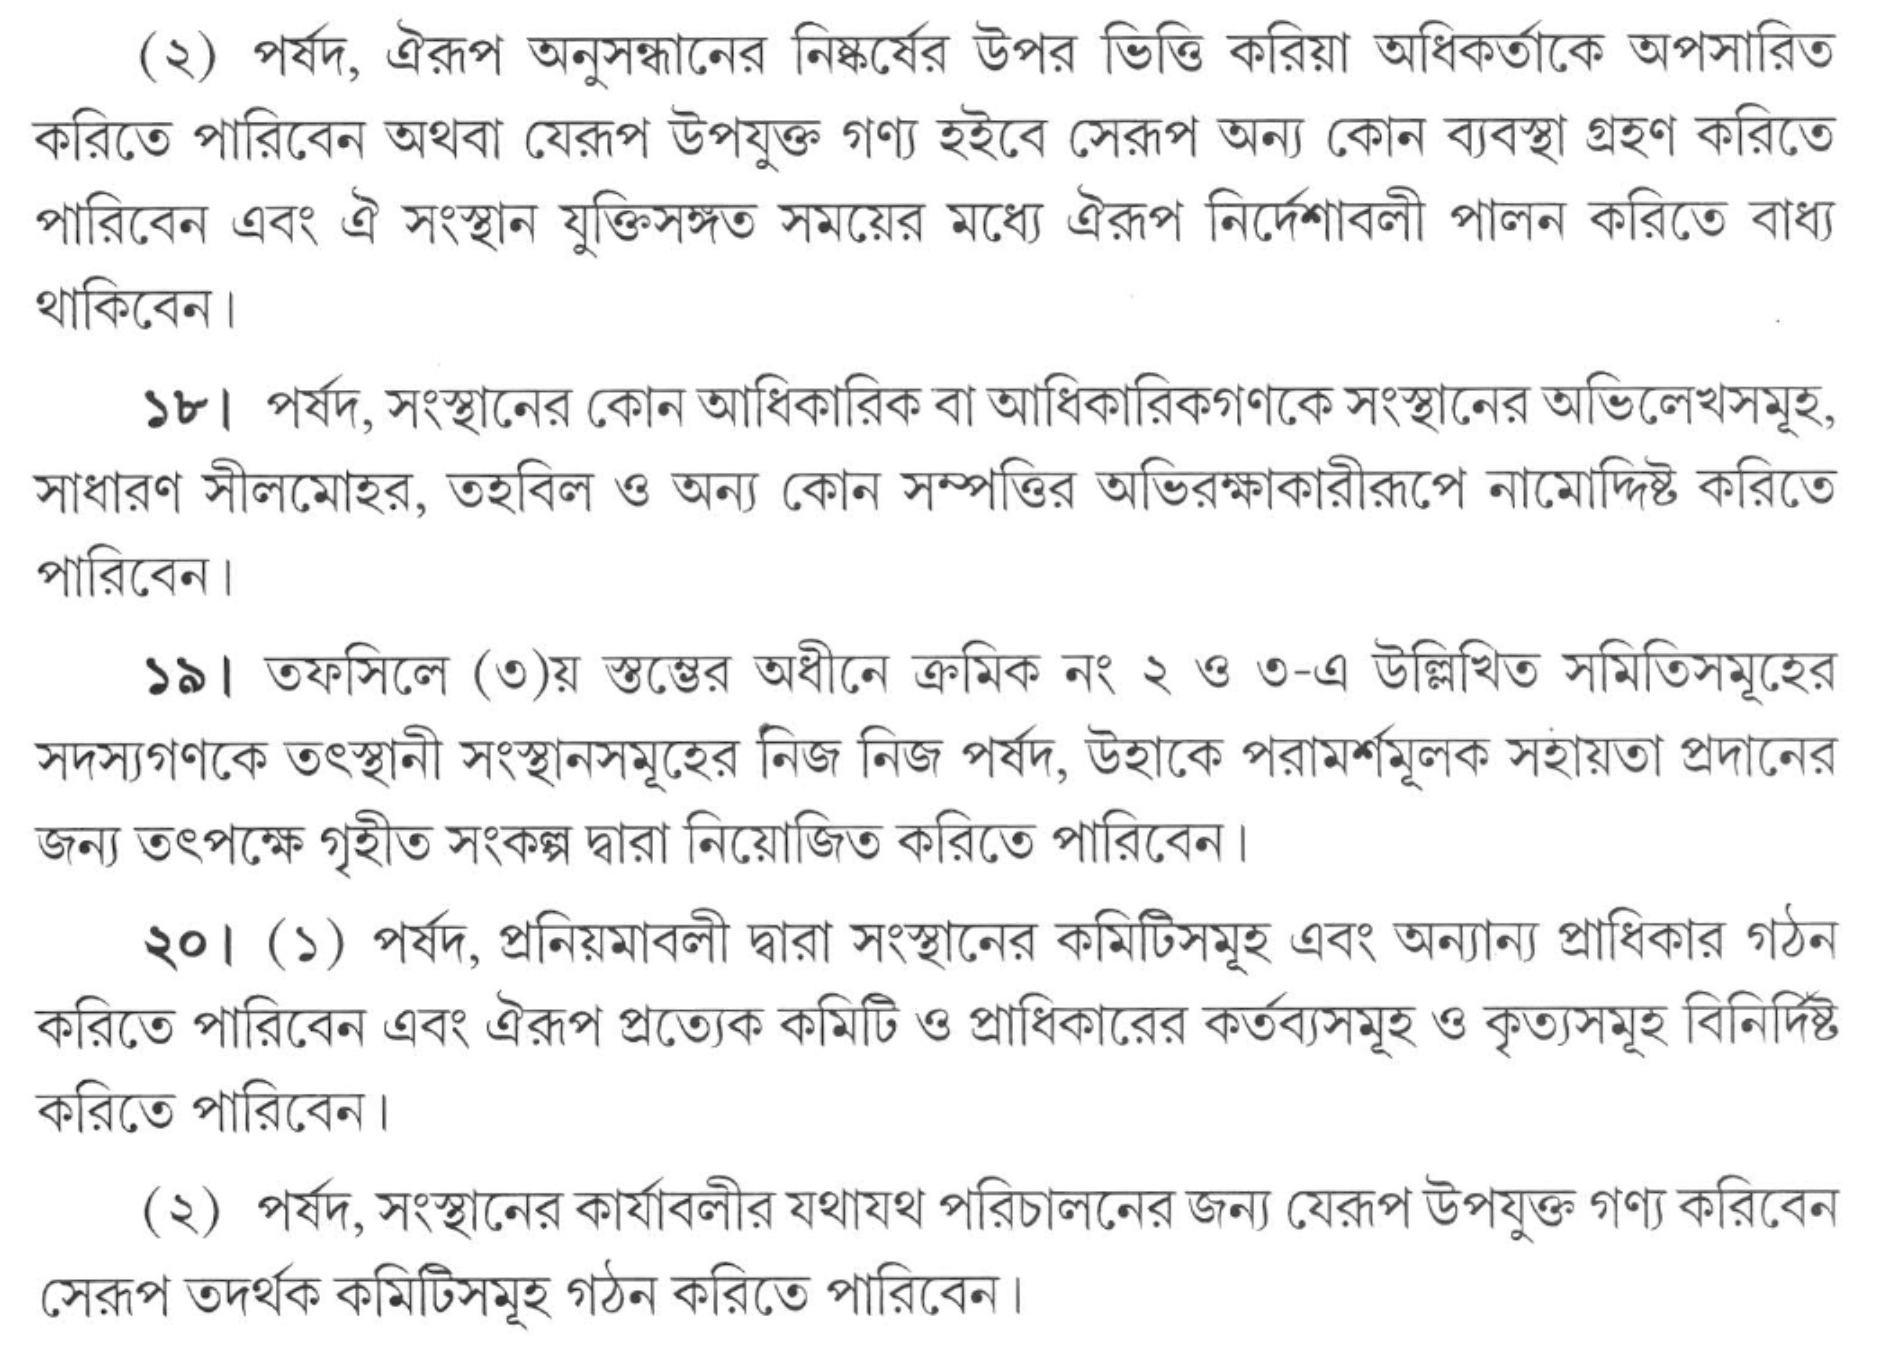 (২) পর্ষদ, ঐরূপ অনুসন্ধানের নিষ্কর্ষের উপর ভিত্তি করিয়া অধিকর্তাকে অপসারিত
করিতে পারিবেন অথবা যেরূপ উপযুক্ত গণ্য হইবে সেরূপ অন্য কোন ব্যবস্থা গ্রহণ করিতে
পারিবেন এবং ঐ সংস্থান যুক্তিসঙ্গত সময়ের মধ্যে ঐরূপ নির্দেশাবলী পালন করিতে বাধ্য
থাকিবেন।
১৮। পর্ষদ, সংস্থানের কোন আধিকারিক বা আধিকারিকগণকে সংস্থানের অভিলেখসমূহ,
সাধারণ সীলমোহর, তহবিল ও অন্য কোন সম্পত্তির অভিরক্ষাকারীরূপে নামোদ্দিষ্ট করিতে
পারিবেন।
১৯। তফসিলে (৩)য় স্তম্ভের অধীনে ক্রমিক নং ২ ও ৩-এ উল্লিখিত সমিতিসমূহের
সদস্যগণকে তৎস্থানী সংস্থানসমূহের নিজ নিজ পর্ষদ, উহাকে পরামর্শমূলক সহায়তা প্রদানের
জন্য তৎপক্ষে গৃহীত সংকল্প দ্বারা নিয়োজিত করিতে পারিবেন।
২০। (১) পর্ষদ, প্রনিয়মাবলী দ্বারা সংস্থানের কমিটিসমূহ এবং অন্যান্য প্রাধিকার গঠন
করিতে পারিবেন এবং ঐরূপ প্রত্যেক কমিটি ও প্রাধিকারের কর্তব্যসমূহ ও কৃত্যসমূহ বিনির্দিষ্ট
করিতে পারিবেন।
(২) পর্ষদ, সংস্থানের কার্যাবলীর যথাযথ পরিচালনের জন্য যেরূপ উপযুক্ত গণ্য করিবেন
সেরূপ তদর্থক কমিটিসমূহ গঠন করিতে পারিবেন।